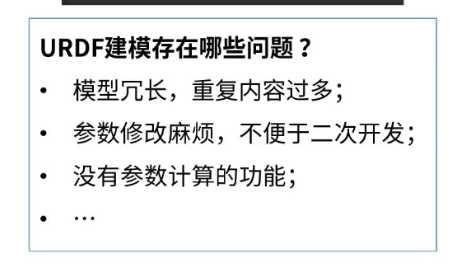 URDF建模存在哪些问题？
• 模型冗长，重复内容过多；
• 参数修改麻烦，不便于二次开发；
• 没有参数计算的功能；
• …